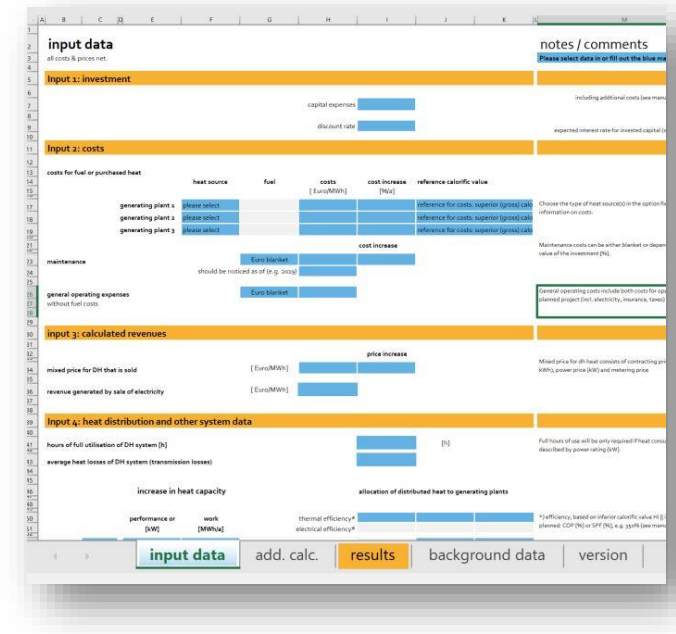 A B C D E F G H I J K L M
input data
notes / comments
all costs & prices net.
Please select data in or fill out the blue ma
Input 1: investment
capital expenses
including additional costs (see manu
discount rate
expected interest rate for invested capital (s
Input 2: costs
costs for fuel or purchased heat
heat source fuel costs cost increase reference calorific value
[ Euro/MWh] [%/a]
generating plant 1 please select reference for costs: superior (gross) calo
Choose the type of heat source(s) in the option fie
generating plant 2 please select reference for costs: superior (gross) calo
information on costs.
generating plant 3 please select reference for costs: superior (gross) calo
cost increase
Maintenance costs can be either blanket or depen
maintenance Euro blanket
value of the investment [%].
should be noticed as of (e.g. 2019)
general operating expenses Euro blanket
General operating costs include both costs for ope
without fuel costs
planned project (incl. electricity, insurance, taxes)
input 3: calculated revenues
price increase
mixed price for DH that is sold [ Euro/MWh]
Mixed price for dh heat consists of contracting pri
kWh), power price (kW) and metering price
revenue generated by sale of electricity [ Euro/MWh]
Input 4: heat distribution and other system data
hours of full utilisation of DH system [h] [h]
Full hours of use will be only required if heat consu
described by power rating (kW).
average heat losses of DH system (transmission losses)
increase in heat capacity allocation of distributed heat to generating plants
performance or work thermal efficiency*
*) efficiency; based on inferior calorific value Hi
[kW] [MWh/a] electrical efficiency*
planned: COP [%] or SPF [%], e.g. 350% (see manu
input data add. calc. results background data version